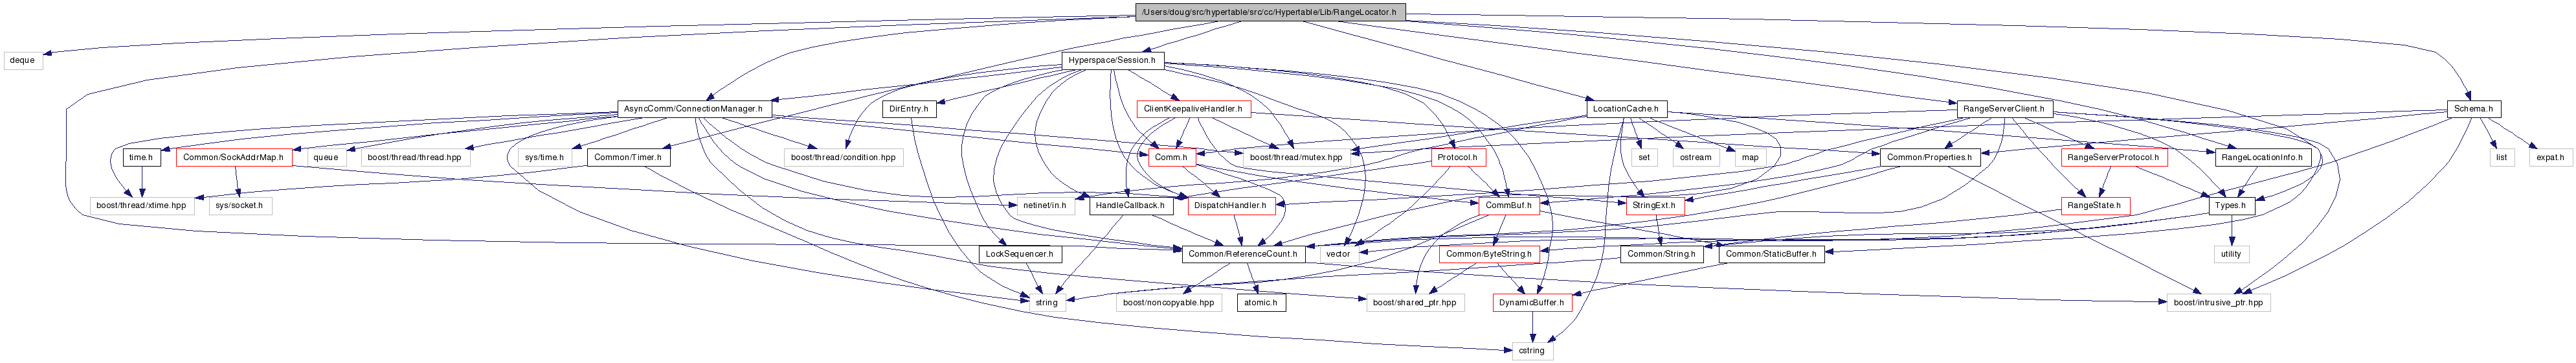 /Users/doug/src/hypertable/src/cc/Hypertable/Lib/RangeLocator.h
deque
Hyperspace/Session.h
AsyncComm/ConnectionManager.h
DirEntry.h
ClientKeepaliveHandler.h
LocationCache.h
RangeServerClient.h
Schema.h
time.h
Common/SockAddrMap.h
queue
boost/thread/thread.hpp
sys/time.h
Common/Timer.h
boost/thread/condition.hpp
Comm.h
boost/thread/mutex.hpp
Protocol.h
set
ostream
map
Common/Properties.h
RangeServerProtocol.h
RangeLocationInfo.h
list
expat.h
boost/thread/xtime.hpp
sys/socket.h
netinet/in.h
HandleCallback.h
DispatchHandler.h
CommBuf.h
StringExt.h
RangeState.h
Types.h
LockSequencer.h
Common/ReferenceCount.h
vector
Common/ByteString.h
Common/String.h
Common/StaticBuffer.h
utility
string
boost/noncopyable.hpp
atomic.h
boost/shared_ptr.hpp
DynamicBuffer.h
boost/intrusive_ptr.hpp
cstring